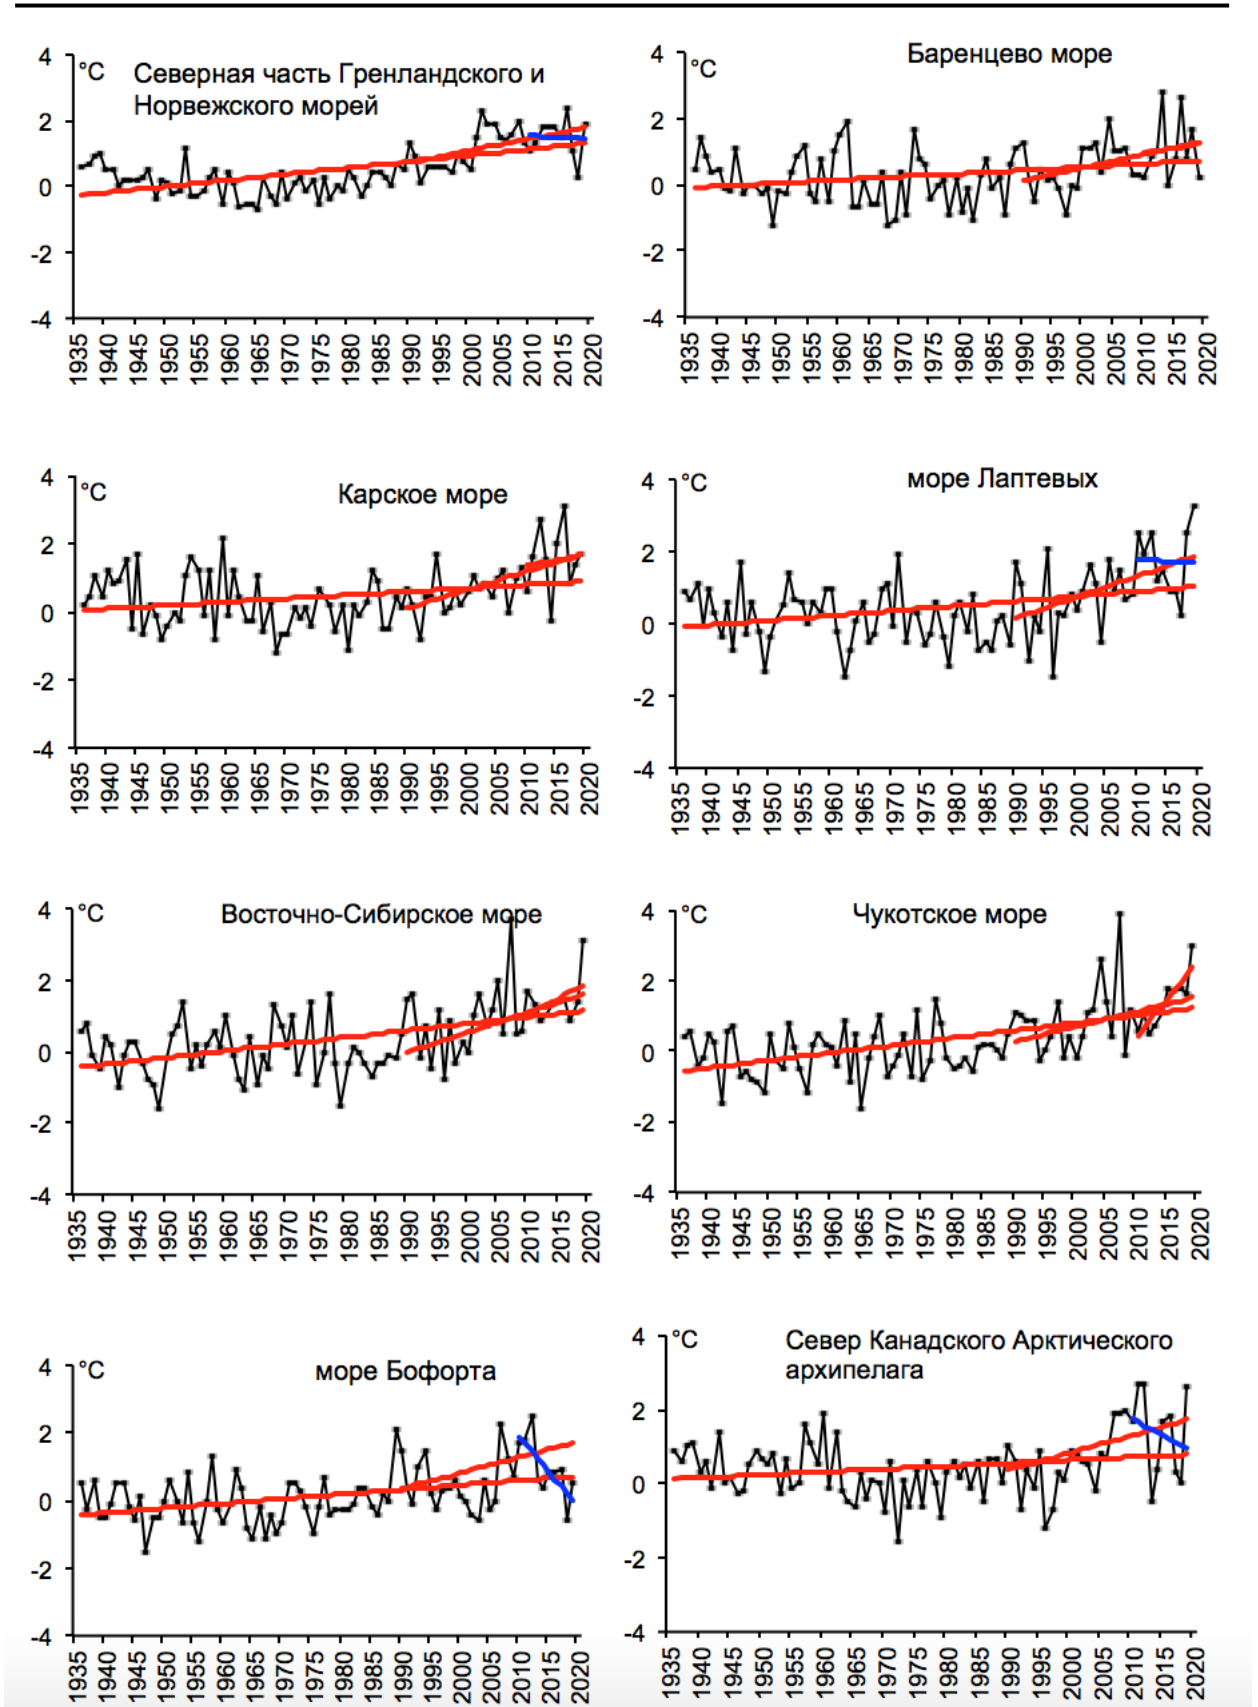 °C
Северная часть Гренландского и
Норвежского морей
4
2
0
-2
-4
1935 1940 1945 1950 1955 1960 1965 1970 1975 1980 1985 1990 1995 2000 2005 2010 2015 2020
°C
Баренцево море
4
2
0
-2
-4
1935 1940 1945 1950 1955 1960 1965 1970 1975 1980 1985 1990 1995 2000 2005 2010 2015 2020
°C
Карское море
4
2
0
-2
-4
1935 1940 1945 1950 1955 1960 1965 1970 1975 1980 1985 1990 1995 2000 2005 2010 2015 2020
°C
море Лаптевых
4
2
0
-2
-4
1935 1940 1945 1950 1955 1960 1965 1970 1975 1980 1985 1990 1995 2000 2005 2010 2015 2020
°C
Восточно-Сибирское море
4
2
0
-2
-4
1935 1940 1945 1950 1955 1960 1965 1970 1975 1980 1985 1990 1995 2000 2005 2010 2015 2020
°C
Чукотское море
4
2
0
-2
-4
1935 1940 1945 1950 1955 1960 1965 1970 1975 1980 1985 1990 1995 2000 2005 2010 2015 2020
°C
море Бофорта
4
2
0
-2
-4
1935 1940 1945 1950 1955 1960 1965 1970 1975 1980 1985 1990 1995 2000 2005 2010 2015 2020
°C
Север Канадского Арктического
архипелага
4
2
0
-2
-4
1935 1940 1945 1950 1955 1960 1965 1970 1975 1980 1985 1990 1995 2000 2005 2010 2015 2020